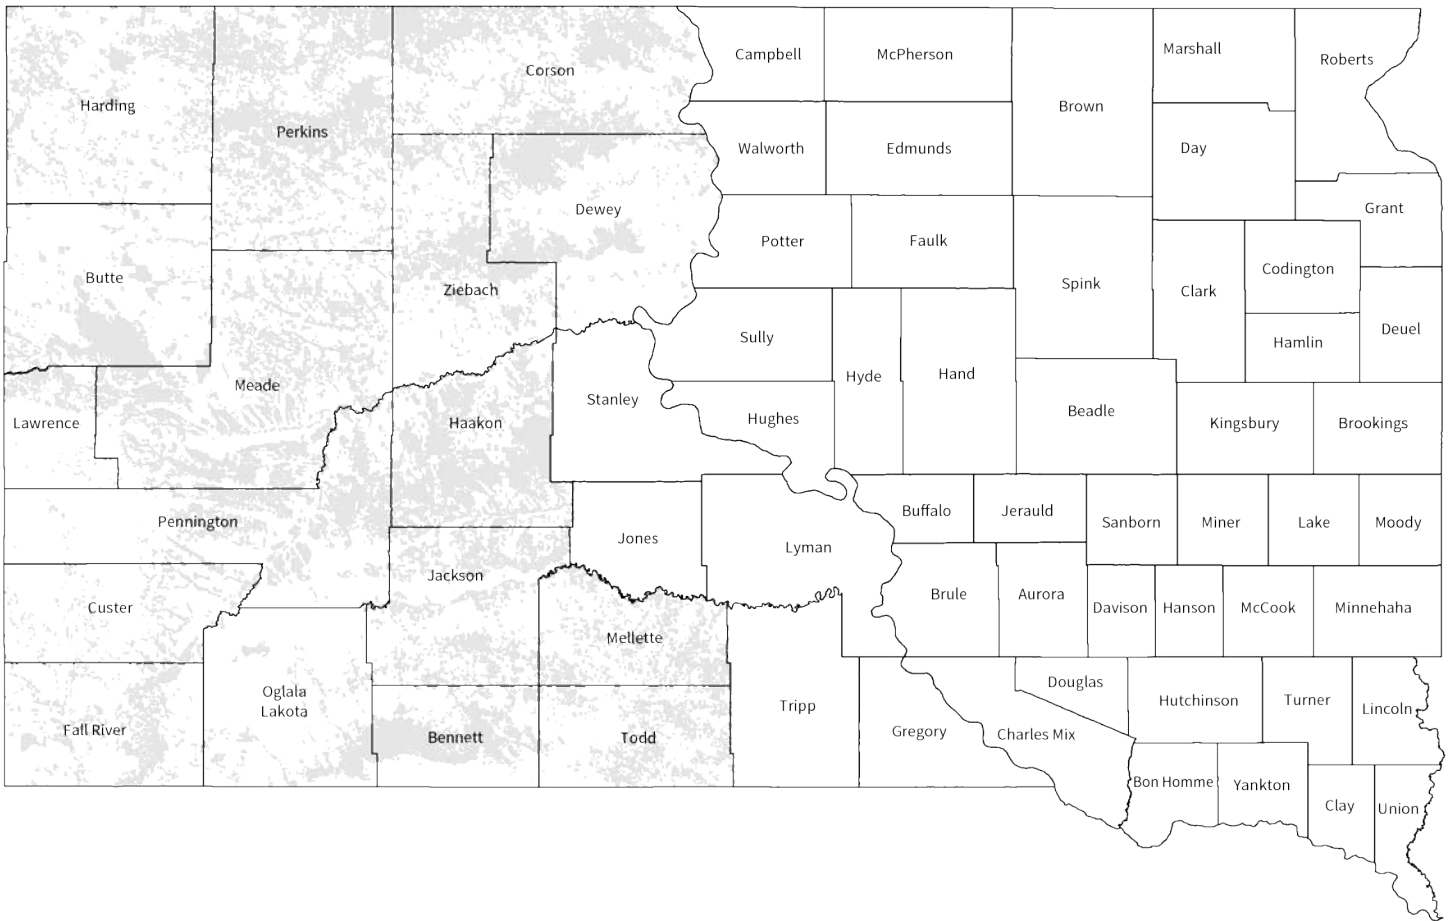 Campbell
McPherson
Marshall
Roberts
Corson
Harding
Perkins
Brown
Walworth
Edmunds
Day
Dewey
Grant
Potter
Faulk
Butte
Ziebach
Spink
Clark
Codington
Sully
Deuel
Hamlin
Meade
Hyde
Hand
Stanley
Beadle
Lawrence
Haakon
Hughes
Kingsbury
Brookings
Pennington
Buffalo
Jerauld
Sanborn
Miner
Lake
Moody
Jones
Lyman
Jackson
Custer
Brule
Aurora
Davison
Hanson
McCook
Minnehaha
Mellette
Oglala
Lakota
Douglas
Tripp
Hutchinson
Turner
Lincoln
Fall River
Bennett
Todd
Gregory
Charles Mix
Bon Homme
Yankton
Clay
Union